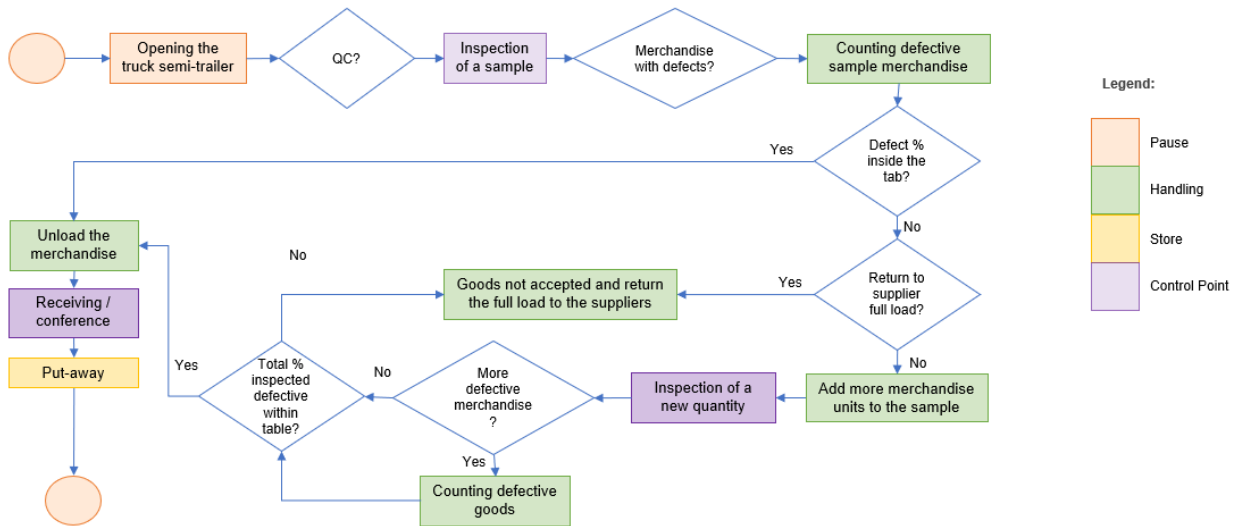 Opening the
truck semi-trailer
QC?
Inspection
of a sample
Merchandise
with defects?
Counting defective
sample merchandise
Legend:
Pause
Handling
Store
Control Point
Yes
Defect %
inside the
tab?
No
Unload the
merchandise
No
Goods not accepted and return
the full load to the suppliers
Yes
Return to
supplier
full load?
Receiving /
conference
Put-away
Yes
Total %
inspected
defective
within
table?
No
More
defective
merchandise
?
Inspection of a
new quantity
No
Add more merchandise
units to the sample
Yes
Counting defective
goods